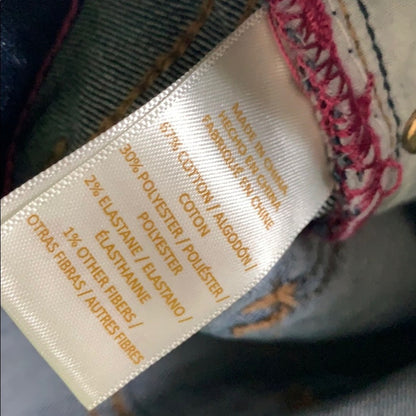 MADE IN CHINA
HECHO EN CHINA
FABRIQUE EN CHINE
67% COTTON / ALGODÓN /
COTON
30% POLYESTER / POLIÉSTER /
POLYESTER
2% ELASTANE / ELASTANO /
ÉLASTHANNE
1% OTHER FIBERS /
OTRAS FIBRAS / AUTRES FIBRES